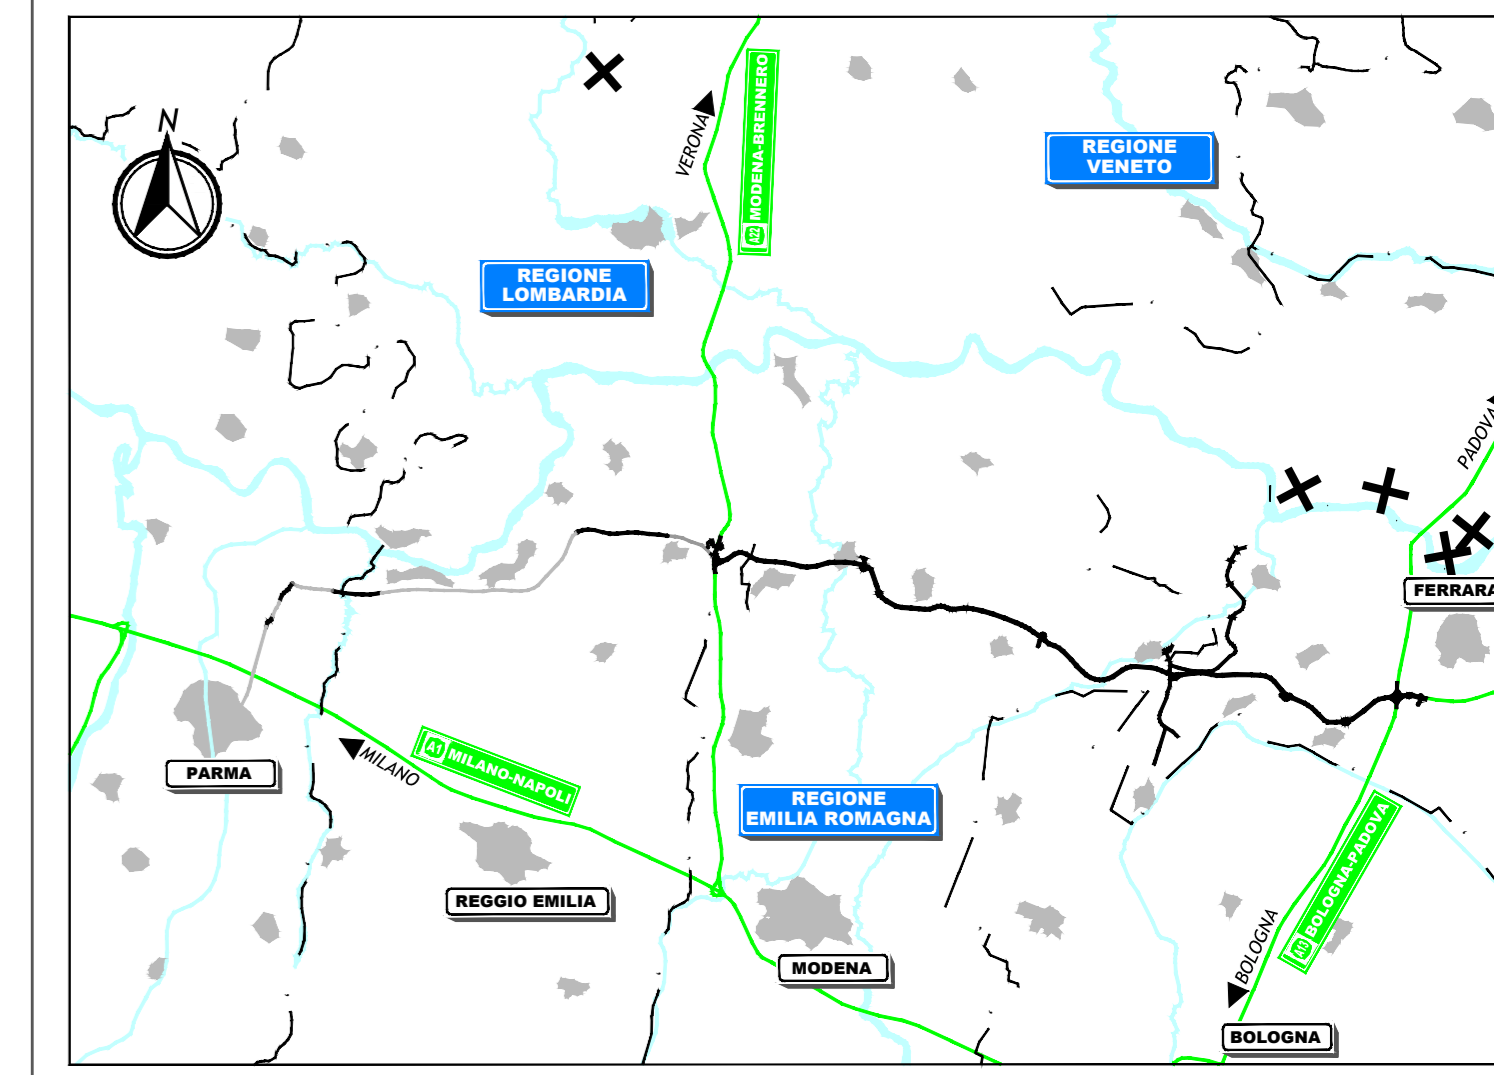 N
VERONA
A22 MODENA-BRENNERO
REGIONE
VENETO
REGIONE
LOMBARDIA
PADOVA
FERRARA
PARMA
MILANO
A1 MILANO-NAPOLI
REGIONE
EMILIA ROMAGNA
REGGIO EMILIA
MODENA
A13 BOLOGNA-PADOVA
BOLOGNA
BOLOGNA